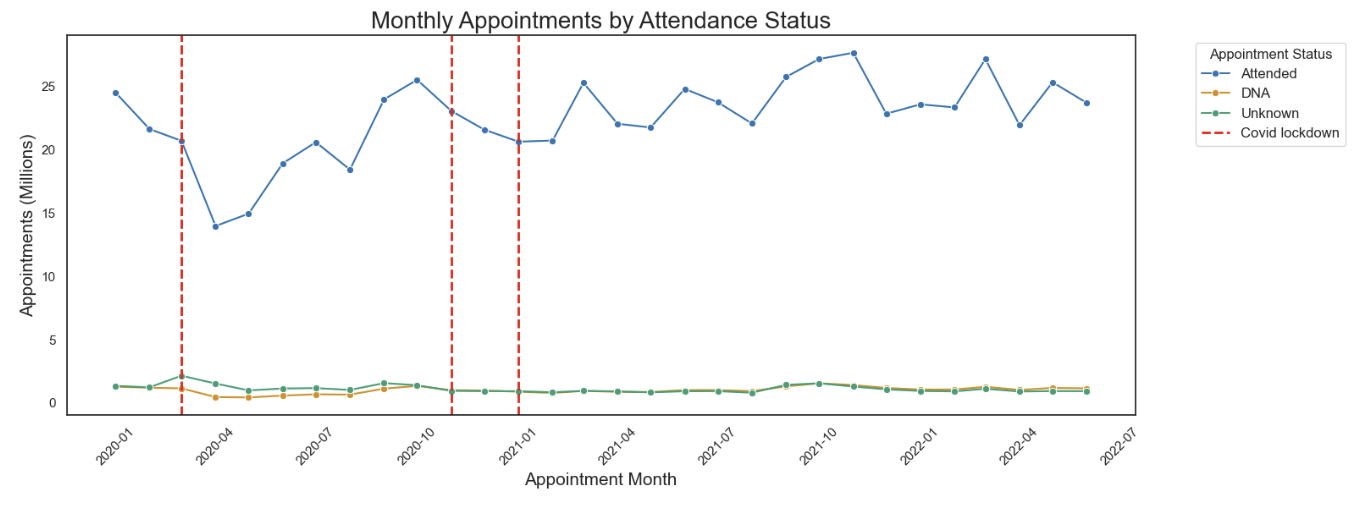 Monthly Appointments by Attendance Status
Appointments (Millions)
25
20
15
10
5
0
2020-01
2020-04
2020-07
2020-10
2021-01
2021-04
2021-07
2021-10
2022-01
2022-04
2022-07
Appointment Month
Appointment Status
Attended
DNA
Unknown
Covid lockdown